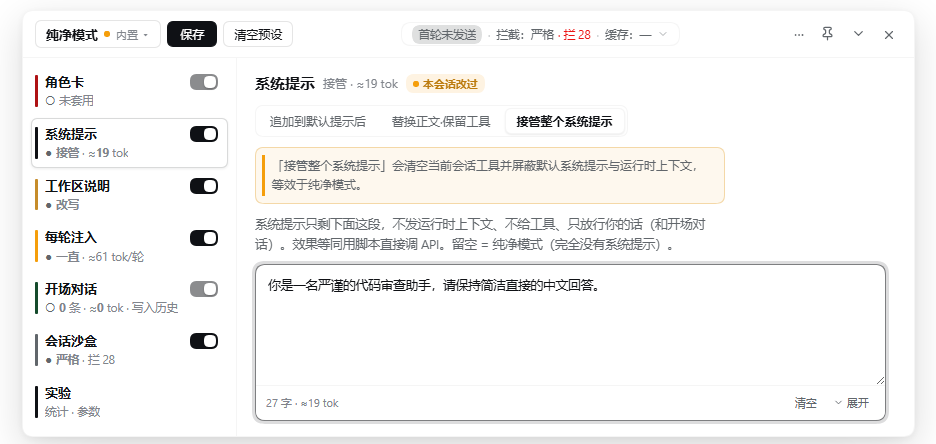 纯净模式 内置 保存 清空预设 首轮未发送 · 拦截：严格 · 拦 28 · 缓存：—
角色卡
未套用
系统提示
接管 · ≈19 tok
工作区说明
改写
每轮注入
一直 · ≈61 tok/轮
开场对话
0 条 · ≈0 tok · 写入历史
会话沙盒
严格 · 拦 28
实验
统计 · 参数
系统提示 接管 · ≈19 tok 本会话改过
追加到默认提示后 替换正文·保留工具 接管整个系统提示
「接管整个系统提示」会清空当前会话工具并屏蔽默认系统提示与运行时上下文，
等效于纯净模式。
系统提示只剩下面这段，不发运行时上下文、不给工具、只放行你的话（和开场对
话）。效果等同用脚本直接调 API。留空 = 纯净模式（完全没有系统提示）。
你是一名严谨的代码审查助手，请保持简洁直接的中文回答。
27 字 · ≈19 tok 清空 展开